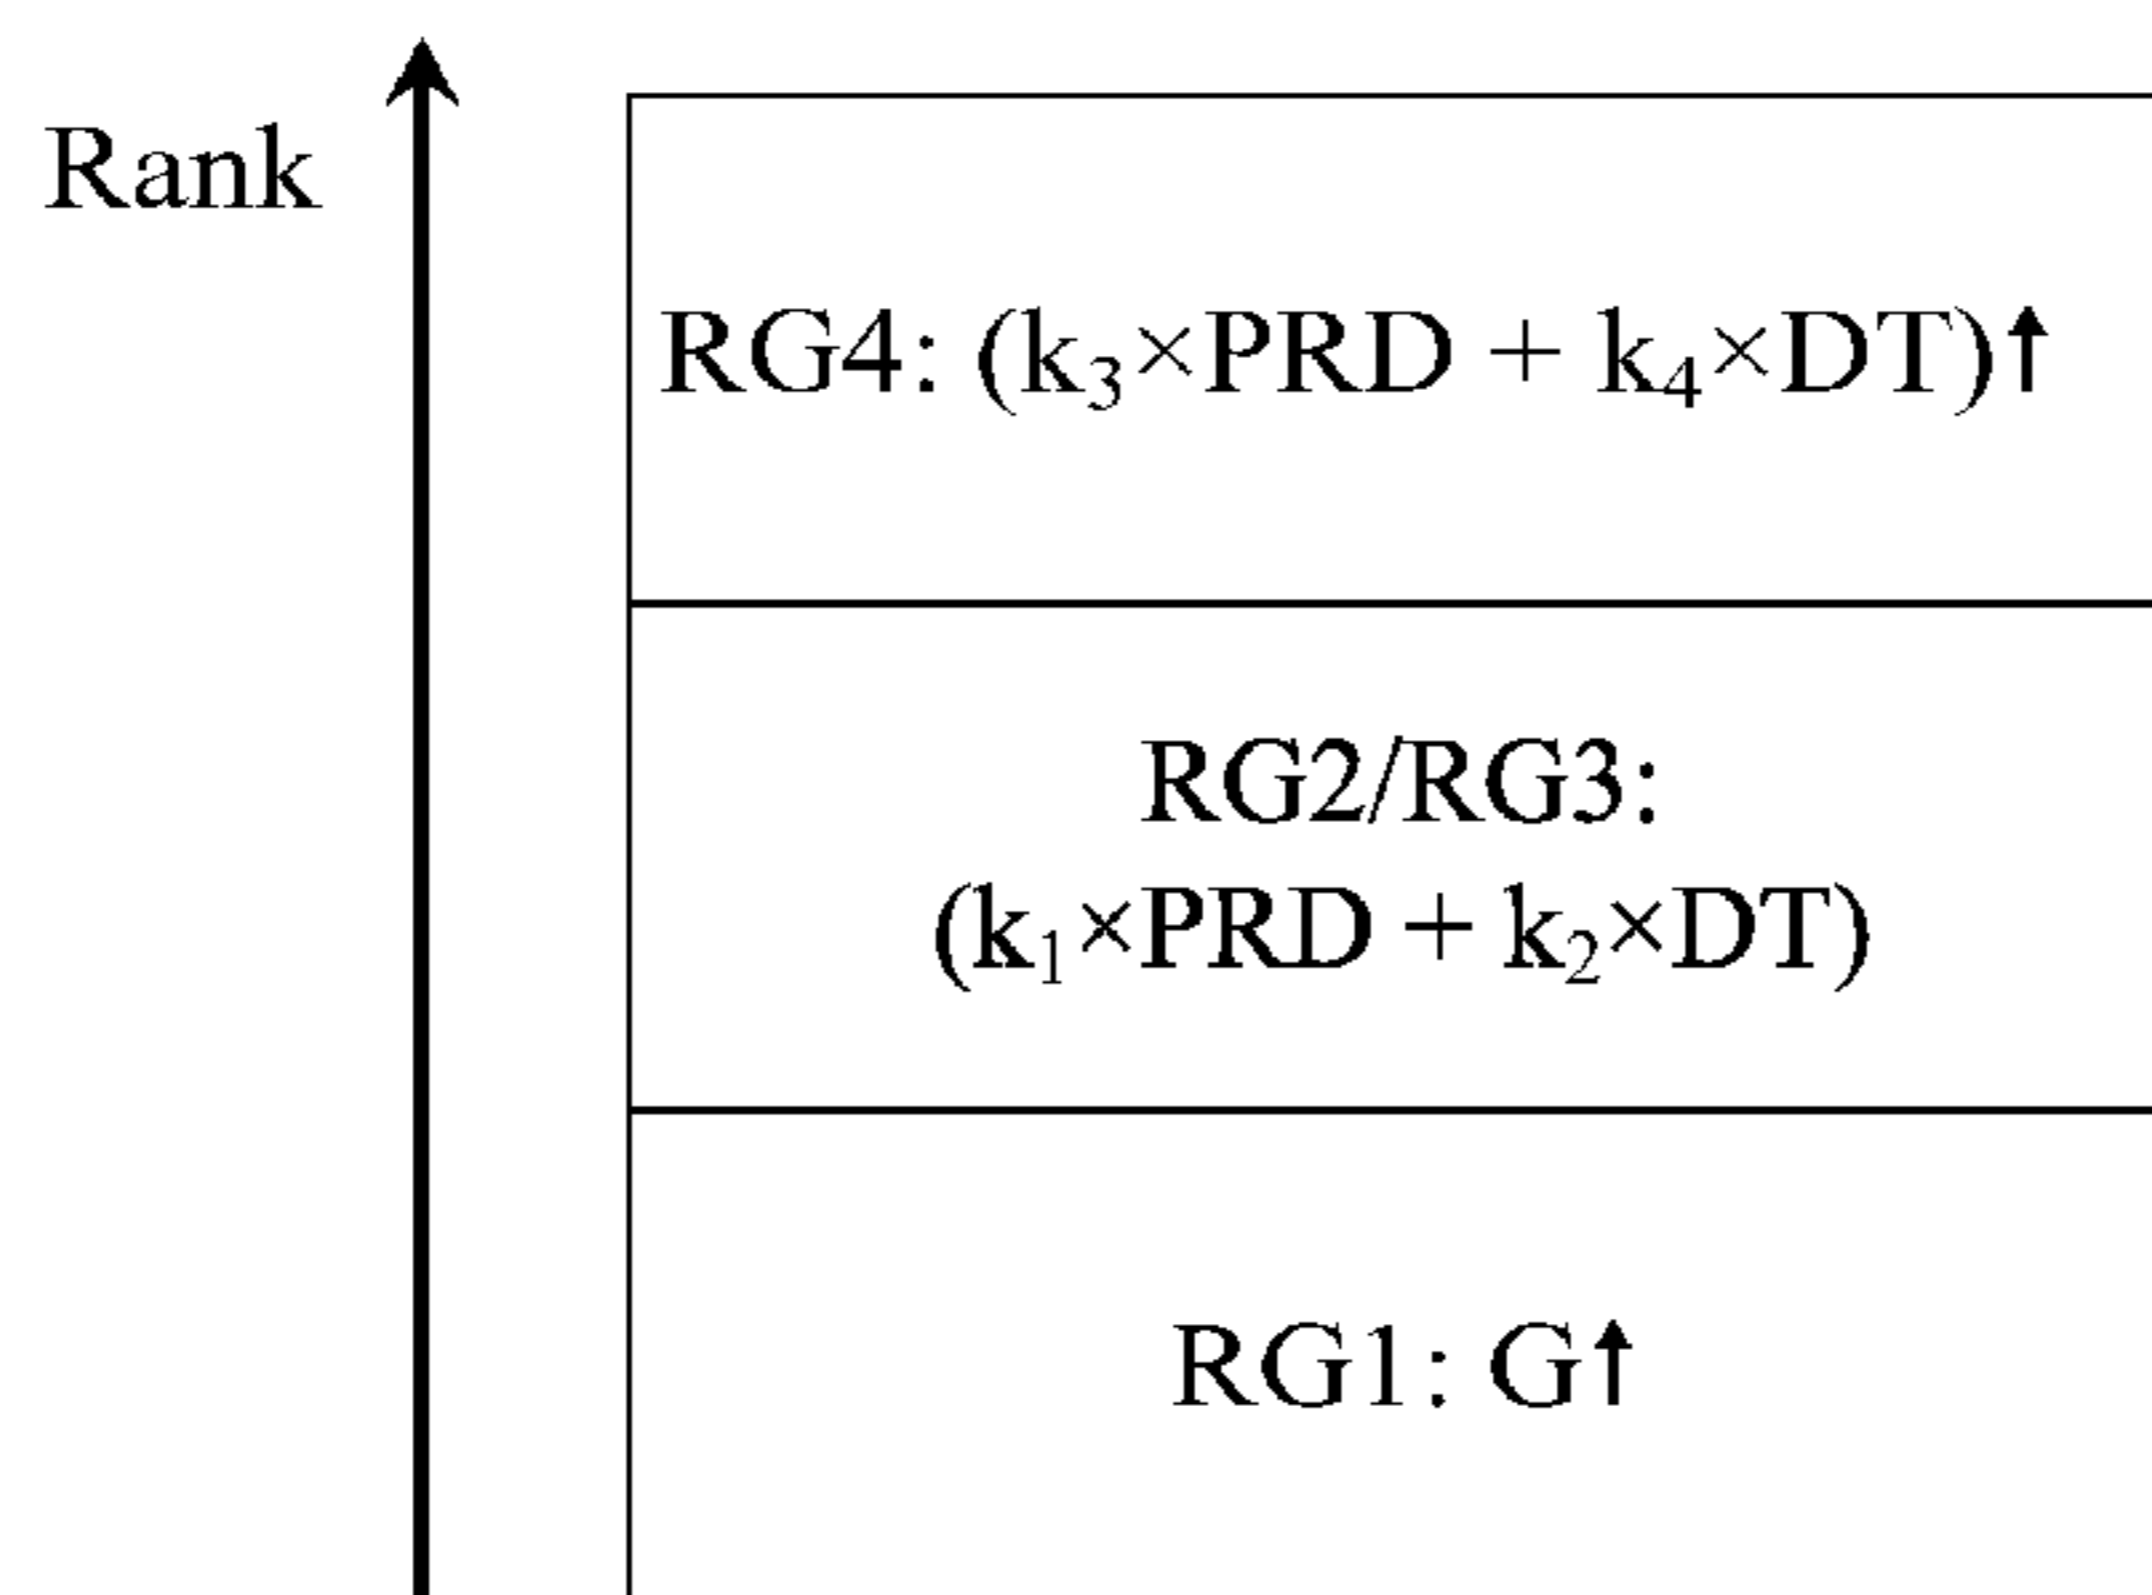 Rank
RG4: (k₃×PRD + k₄×DT)↑
RG2/RG3:
(k₁×PRD + k₂×DT)
RG1: G↑